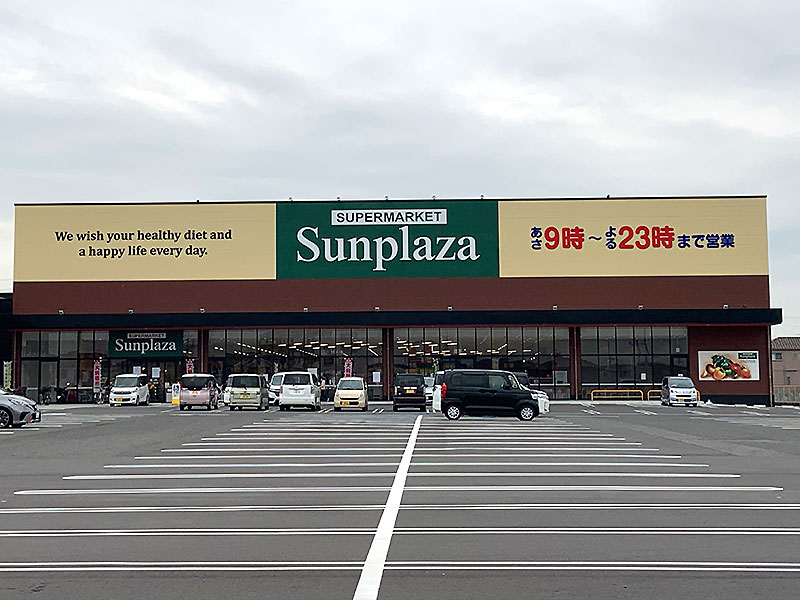 We wish your healthy diet and
a happy life every day.
SUPERMARKET
Sunplaza
あさ9時～よる23時まで営業
SUPERMARKET
Sunplaza